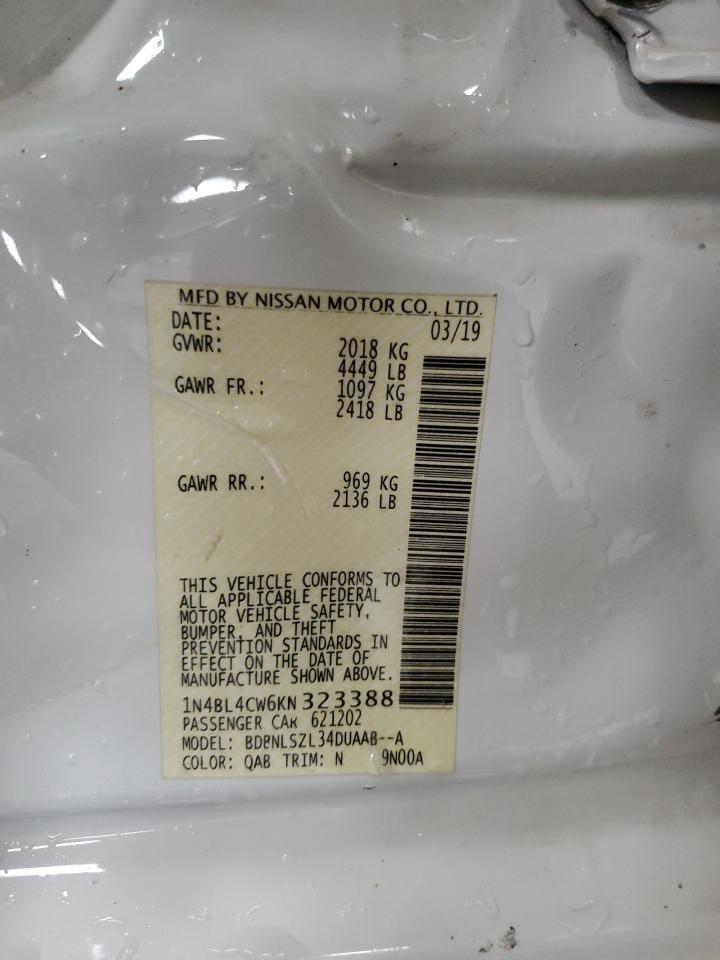 MFD BY NISSAN MOTOR CO., LTD.
DATE: 03/19
GVWR: 2018 KG
4449 LB
GAWR FR.: 1097 KG
2418 LB
GAWR RR.: 969 KG
2136 LB
THIS VEHICLE CONFORMS TO
ALL APPLICABLE FEDERAL
MOTOR VEHICLE SAFETY,
BUMPER, AND THEFT
PREVENTION STANDARDS IN
EFFECT ON THE DATE OF
MANUFACTURE SHOWN ABOVE.
1N4BL4CW6KN323388
PASSENGER CAR 621202
MODEL: BDBNLSZL34DUAAB--A
COLOR: QAB TRIM: N 9N00A